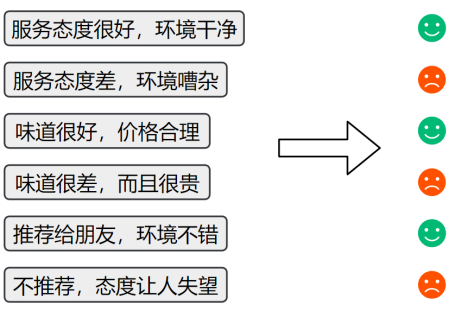 服务态度很好，环境干净
服务态度差，环境嘈杂
味道很好，价格合理
味道很差，而且很贵
推荐给朋友，环境不错
不推荐，态度让人失望